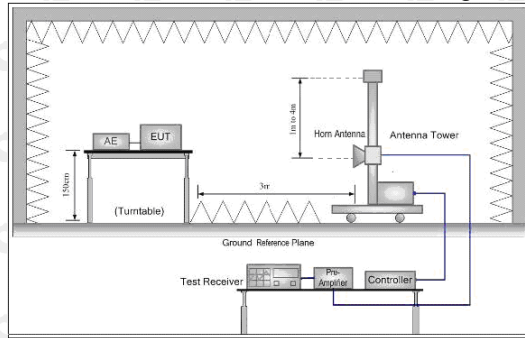 1m to 4m
Horn Antenna
Antenna Tower
AE
EUT
150cm
(Turntable)
3m
Ground Reference Plane
Test Receiver
Pre-
Amplifier
Controller